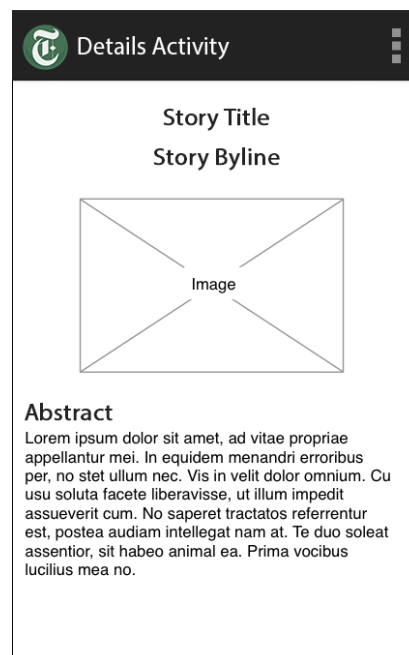 T
Details Activity
Story Title
Story Byline
Image
Abstract
Lorem ipsum dolor sit amet, ad vitae propriae
appellantur mei. In equidem menandri erroribus
per, no stet ullum nec. Vis in velit dolor omnium. Cu
usu soluta facete liberavisse, ut illum impedit
assueverit cum. No saperet tractatos referrentur
est, postea audiam intellegat nam at. Te duo soleat
assentior, sit habeo animal ea. Prima vocibus
lucilius mea no.